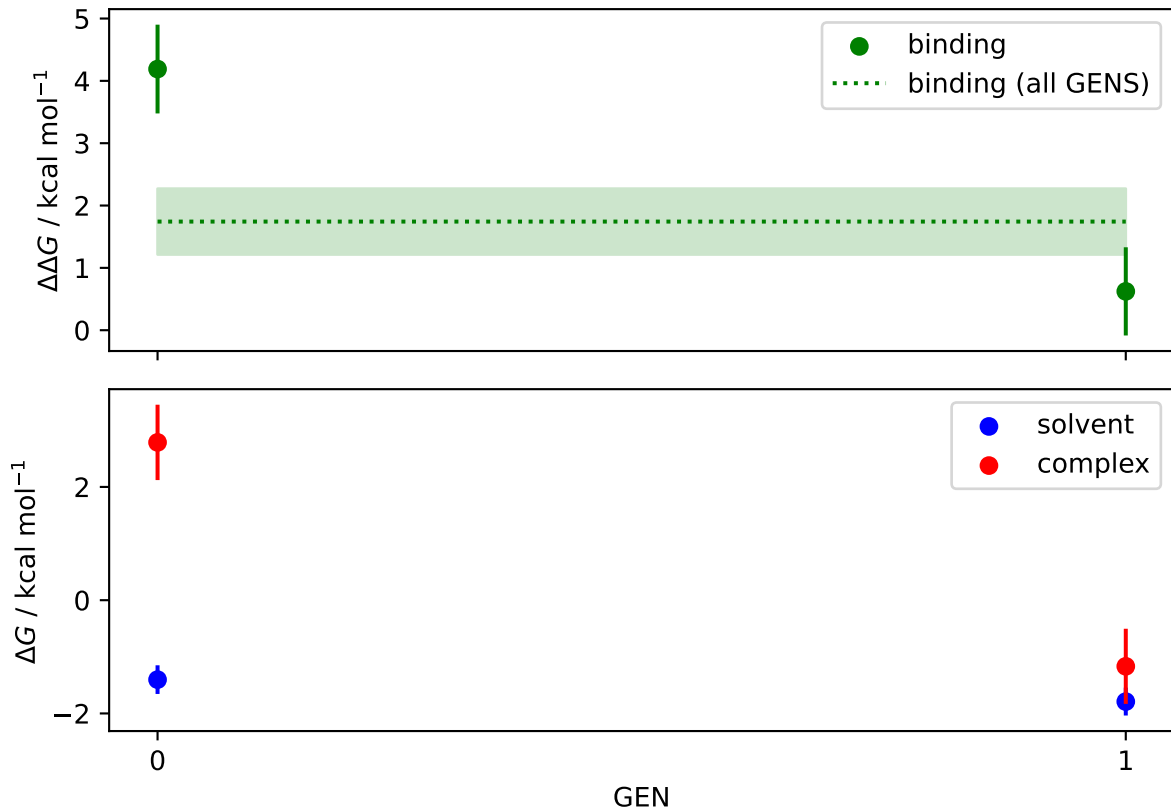 5
4
3
2
1
0
ΔΔG / kcal mol⁻¹
binding
binding (all GENS)
2
0
−2
ΔG / kcal mol⁻¹
solvent
complex
0
1
GEN